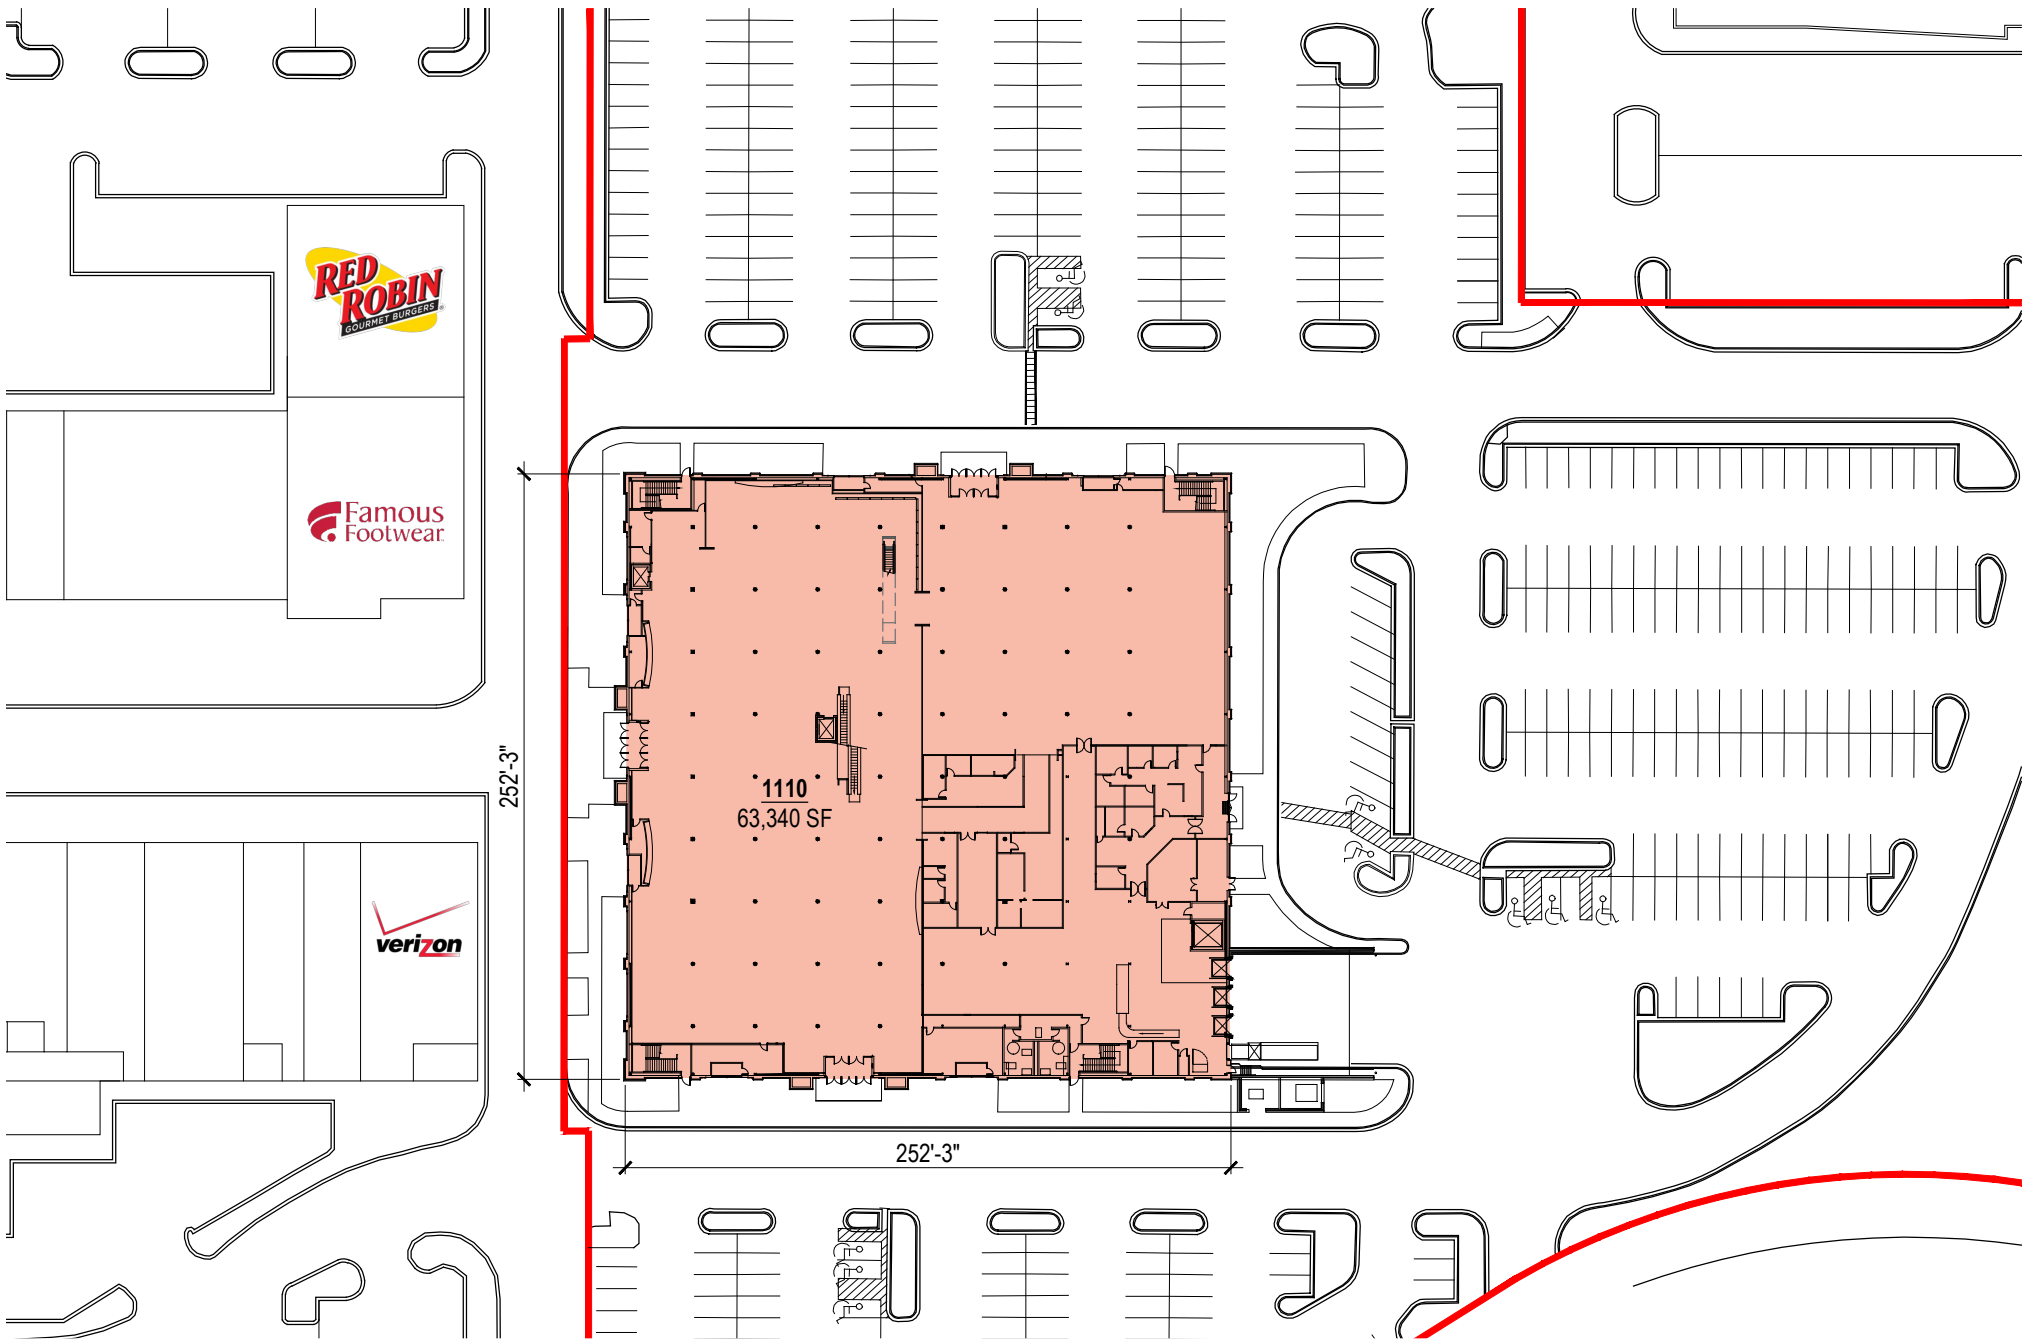 RED
ROBIN
GOURMET BURGERS
Famous
Footwear
252'-3"
1110
63,340 SF
verizon
252'-3"